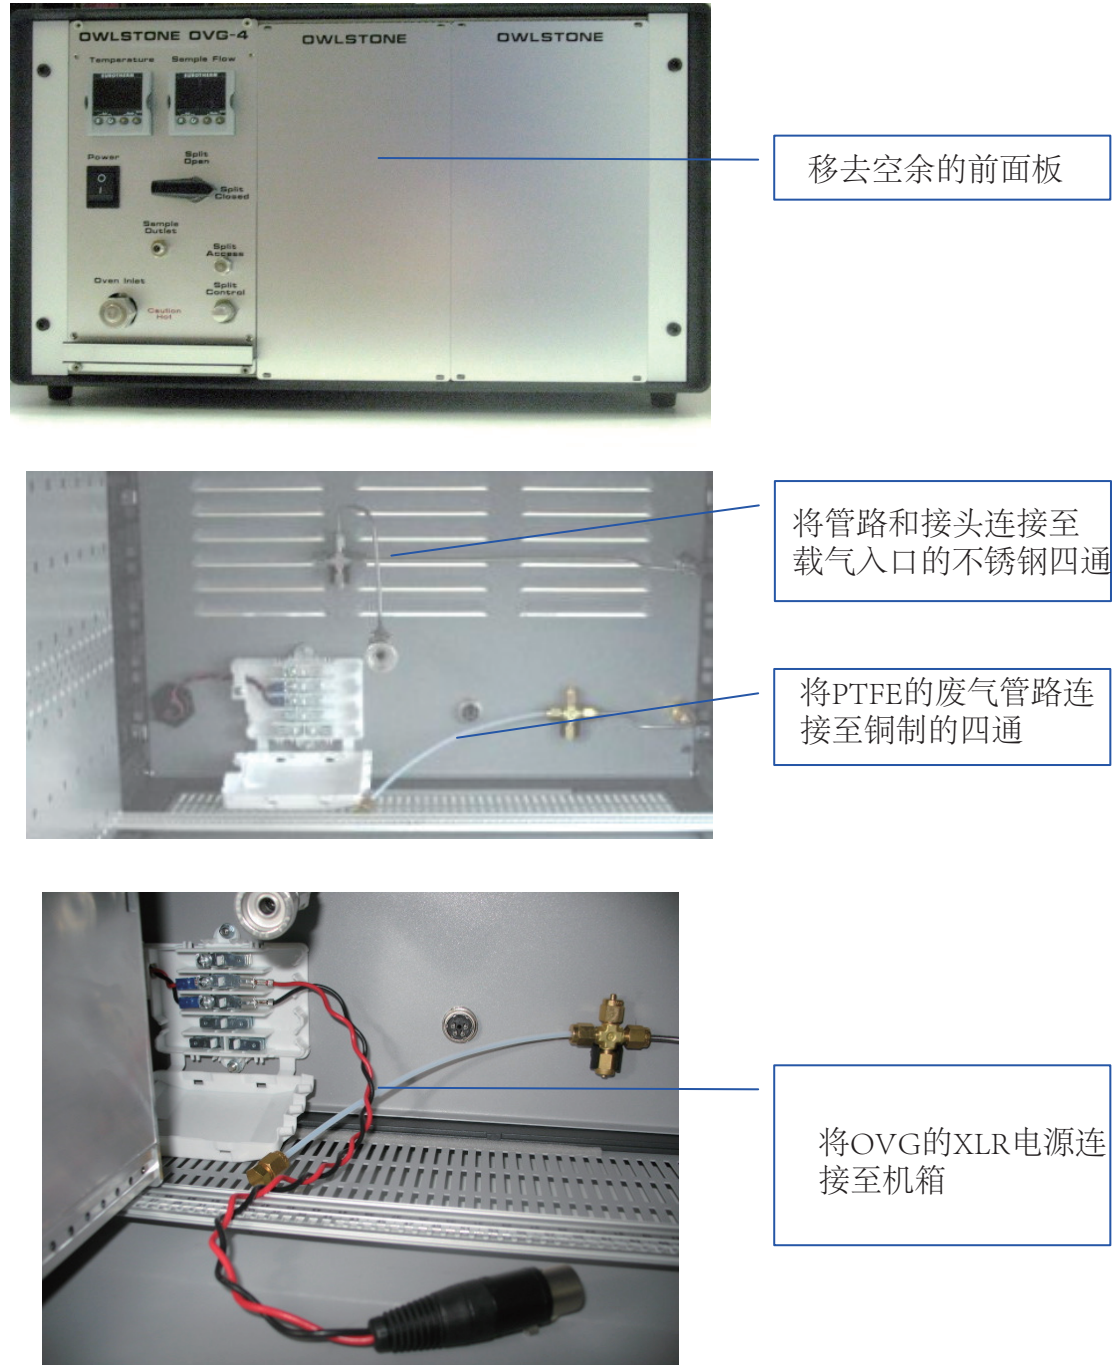 OWLSTONE OVG-4
OWLSTONE
OWLSTONE
Temperature
Sample Flow
EUROTHERM
EUROTHERM
Power
Split
Open
Split
Closed
Sample
Outlet
Split
Access
Oven Inlet
Split
Control
Caution
Hot
移去空余的前面板
将管路和接头连接至
载气入口的不锈钢四通
将PTFE的废气管路连
接至铜制的四通
将OVG的XLR电源连
接至机箱